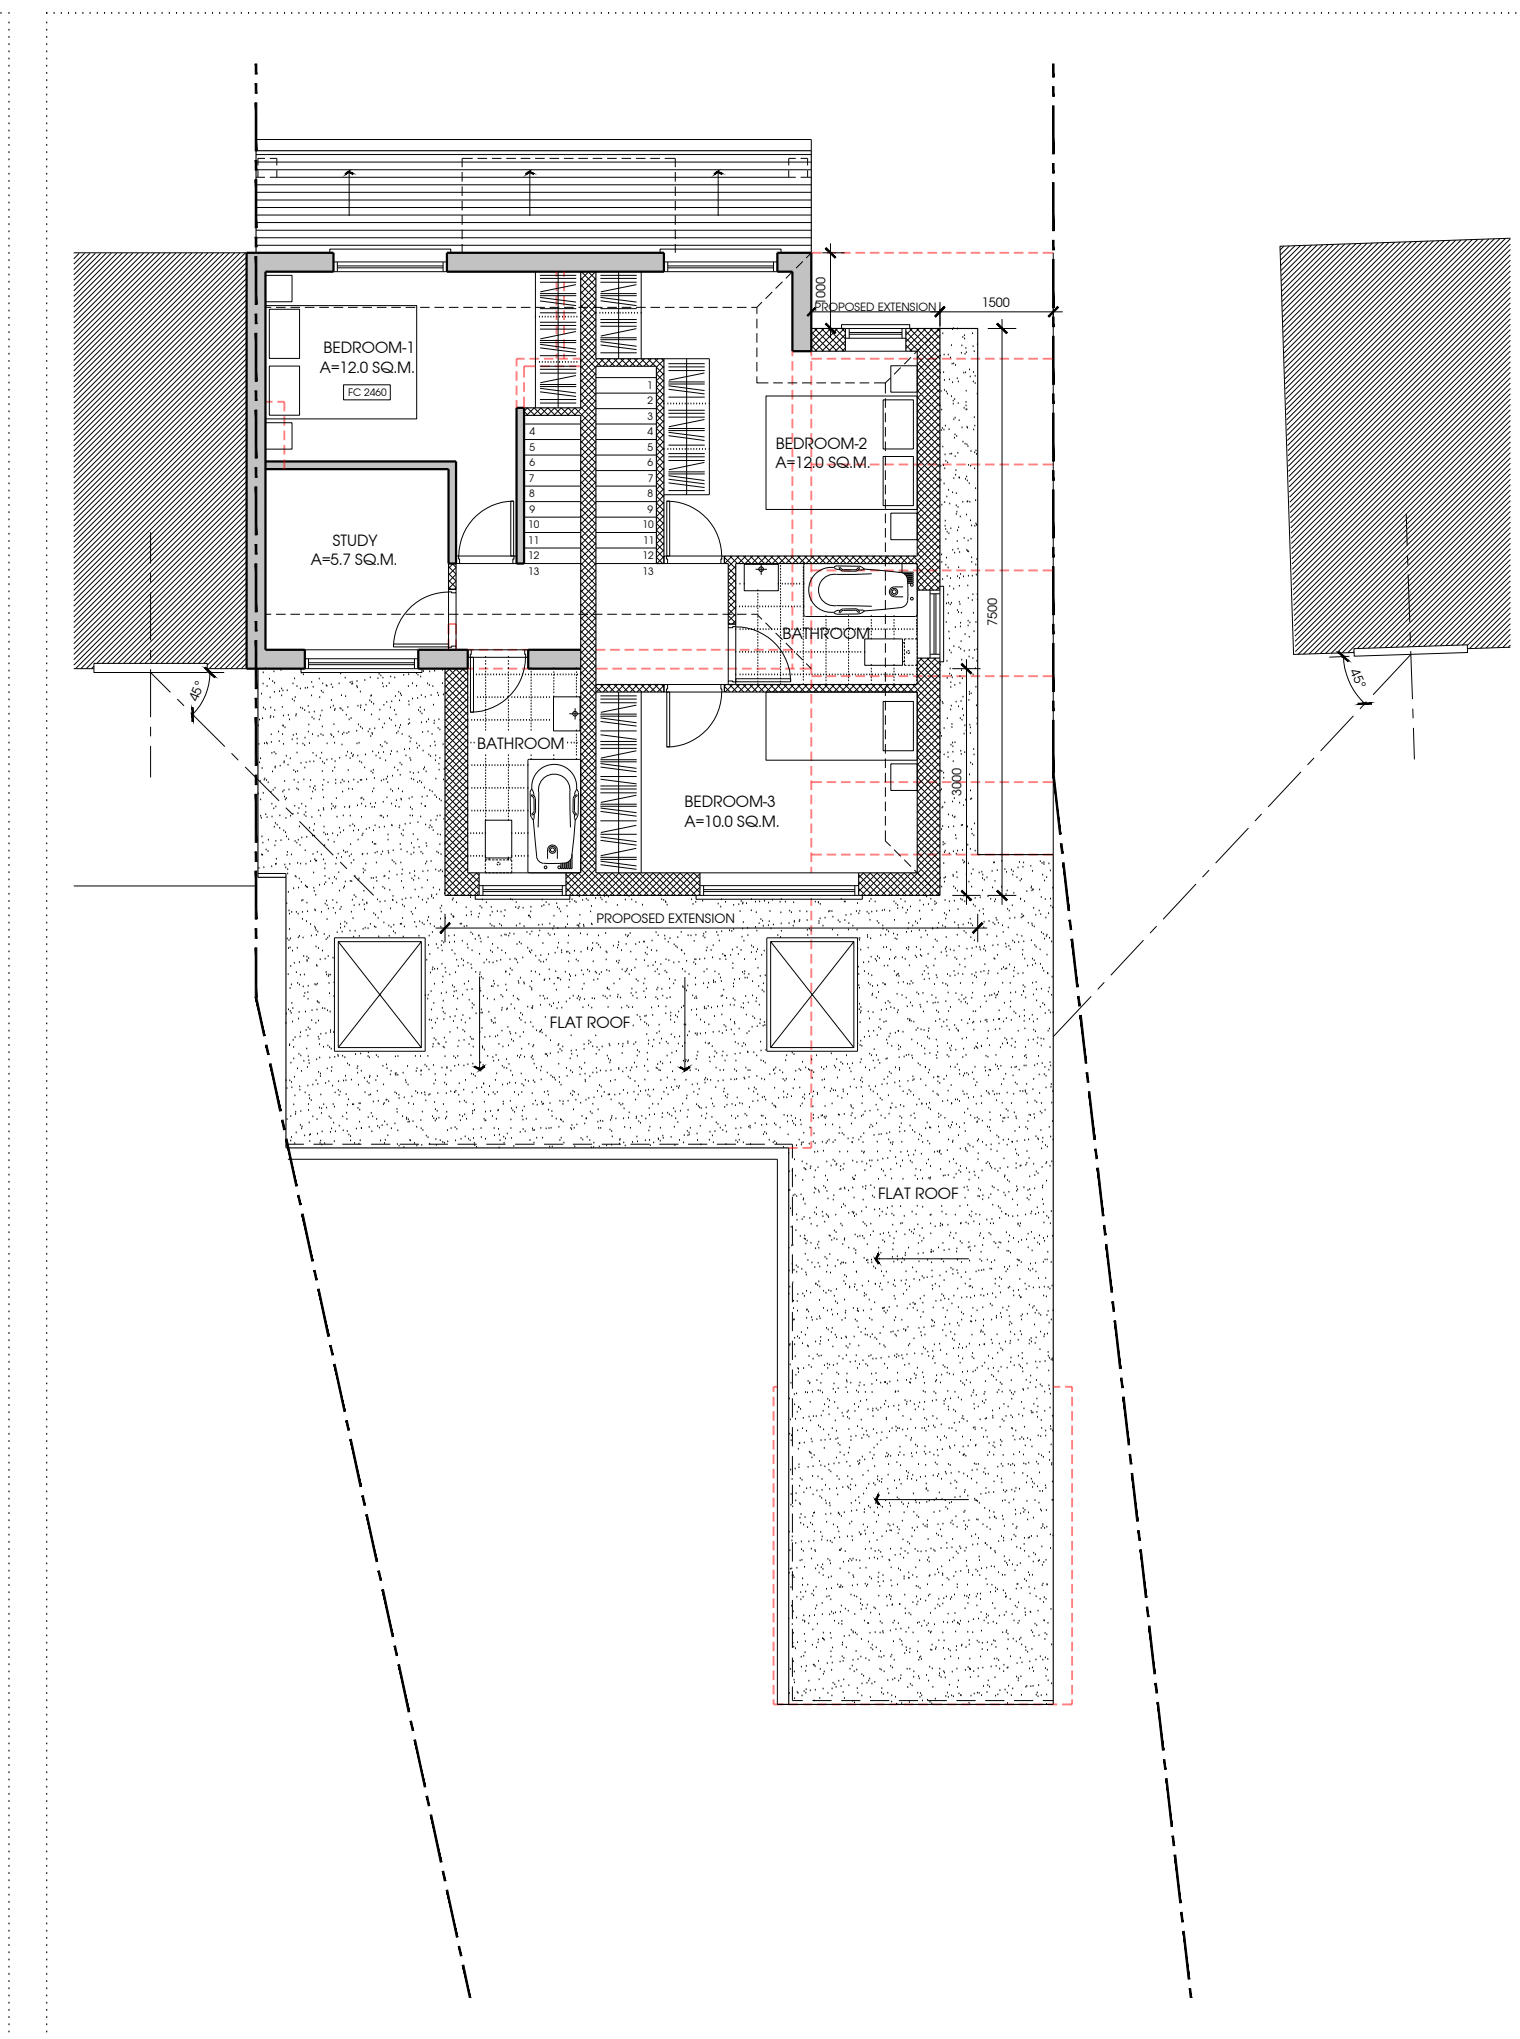 1000
PROPOSED EXTENSION
1500
BEDROOM-1
A=12.0 SQ.M.
FC 2460
1
2
3
4
5
6
7
8
9
10
11
12
13
4
5
6
7
8
9
10
11
12
13
BEDROOM-2
A=12.0 SQ.M.
STUDY
A=5.7 SQ.M.
7500
BATHROOM
45°
45°
BATHROOM
3000
BEDROOM-3
A=10.0 SQ.M.
PROPOSED EXTENSION
FLAT ROOF
FLAT ROOF